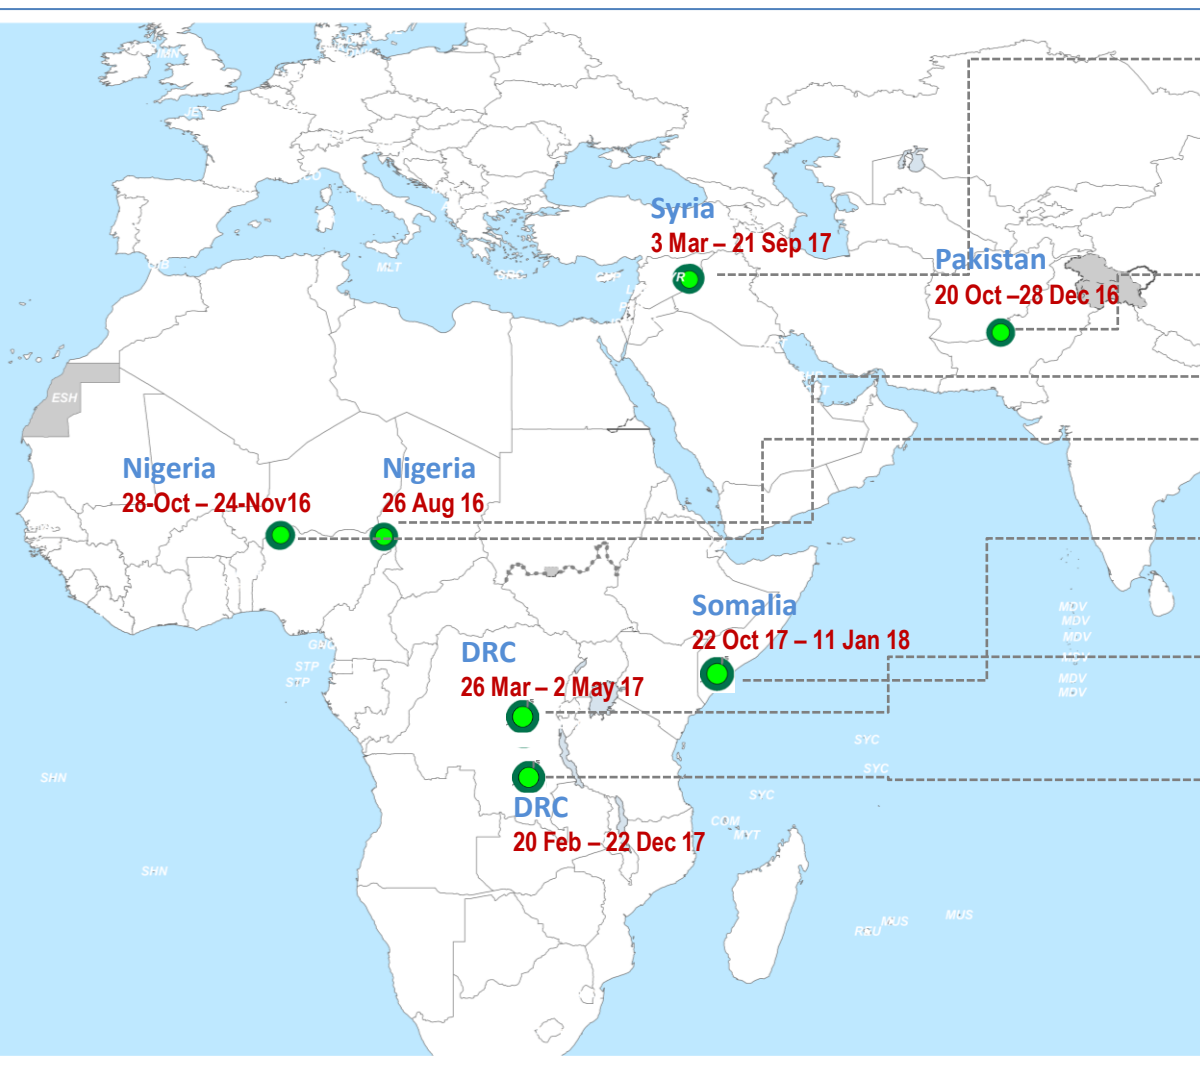 JEY
Syria
3 Mar – 21 Sep 17
Pakistan
20 Oct –28 Dec 16
MLT
YR
ESH
Nigeria
28-Oct – 24-Nov16
Nigeria
26 Aug 16
Somalia
22 Oct 17 – 11 Jan 18
MDV
MDV
MDV
MDV
MDV
DRC
26 Mar – 2 May 17
STP
STP
SYC
SYC
SYC
SHN
DRC
20 Feb – 22 Dec 17
COM
MYT
SHN
REU
MUS
MUS